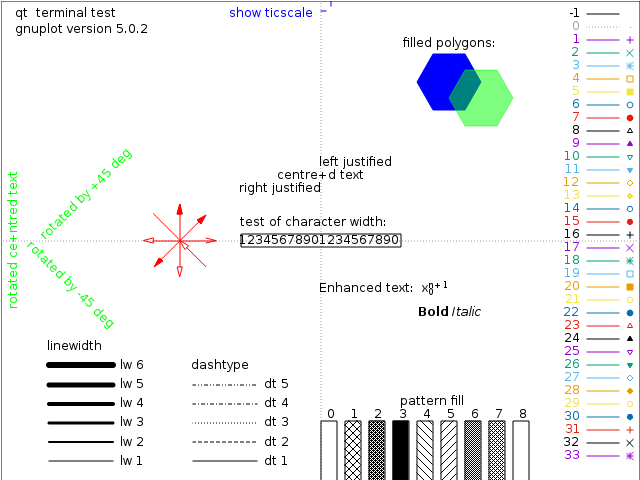 qt  terminal test
gnuplot version 5.0.2
show ticscale
filled polygons:
left justified
centre+d text
right justified
test of character width:
12345678901234567890
Enhanced text:  x₀ⁿ⁺¹
Bold Italic
rotated ce+ntred text
rotated by +45 deg
rotated by -45 deg
linewidth
lw 6
lw 5
lw 4
lw 3
lw 2
lw 1
dashtype
dt 5
dt 4
dt 3
dt 2
dt 1
pattern fill
0 1 2 3 4 5 6 7 8
-1
0
1
2
3
4
5
6
7
8
9
10
11
12
13
14
15
16
17
18
19
20
21
22
23
24
25
26
27
28
29
30
31
32
33